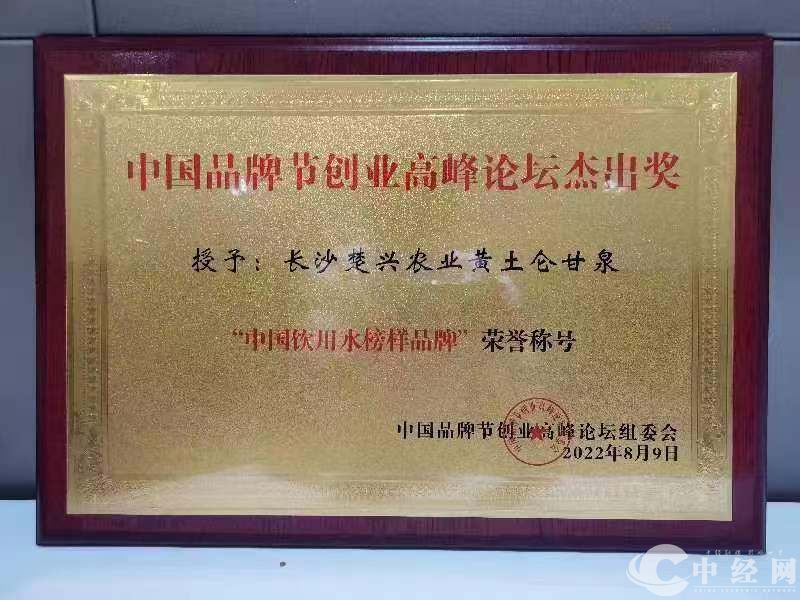 中国品牌节创业高峰论坛杰出奖
授予：长沙楚兴农业黄土仑甘泉
“中国饮用水榜样品牌”荣誉称号
中国品牌节创业高峰论坛组委会
2022年8月9日
中经网